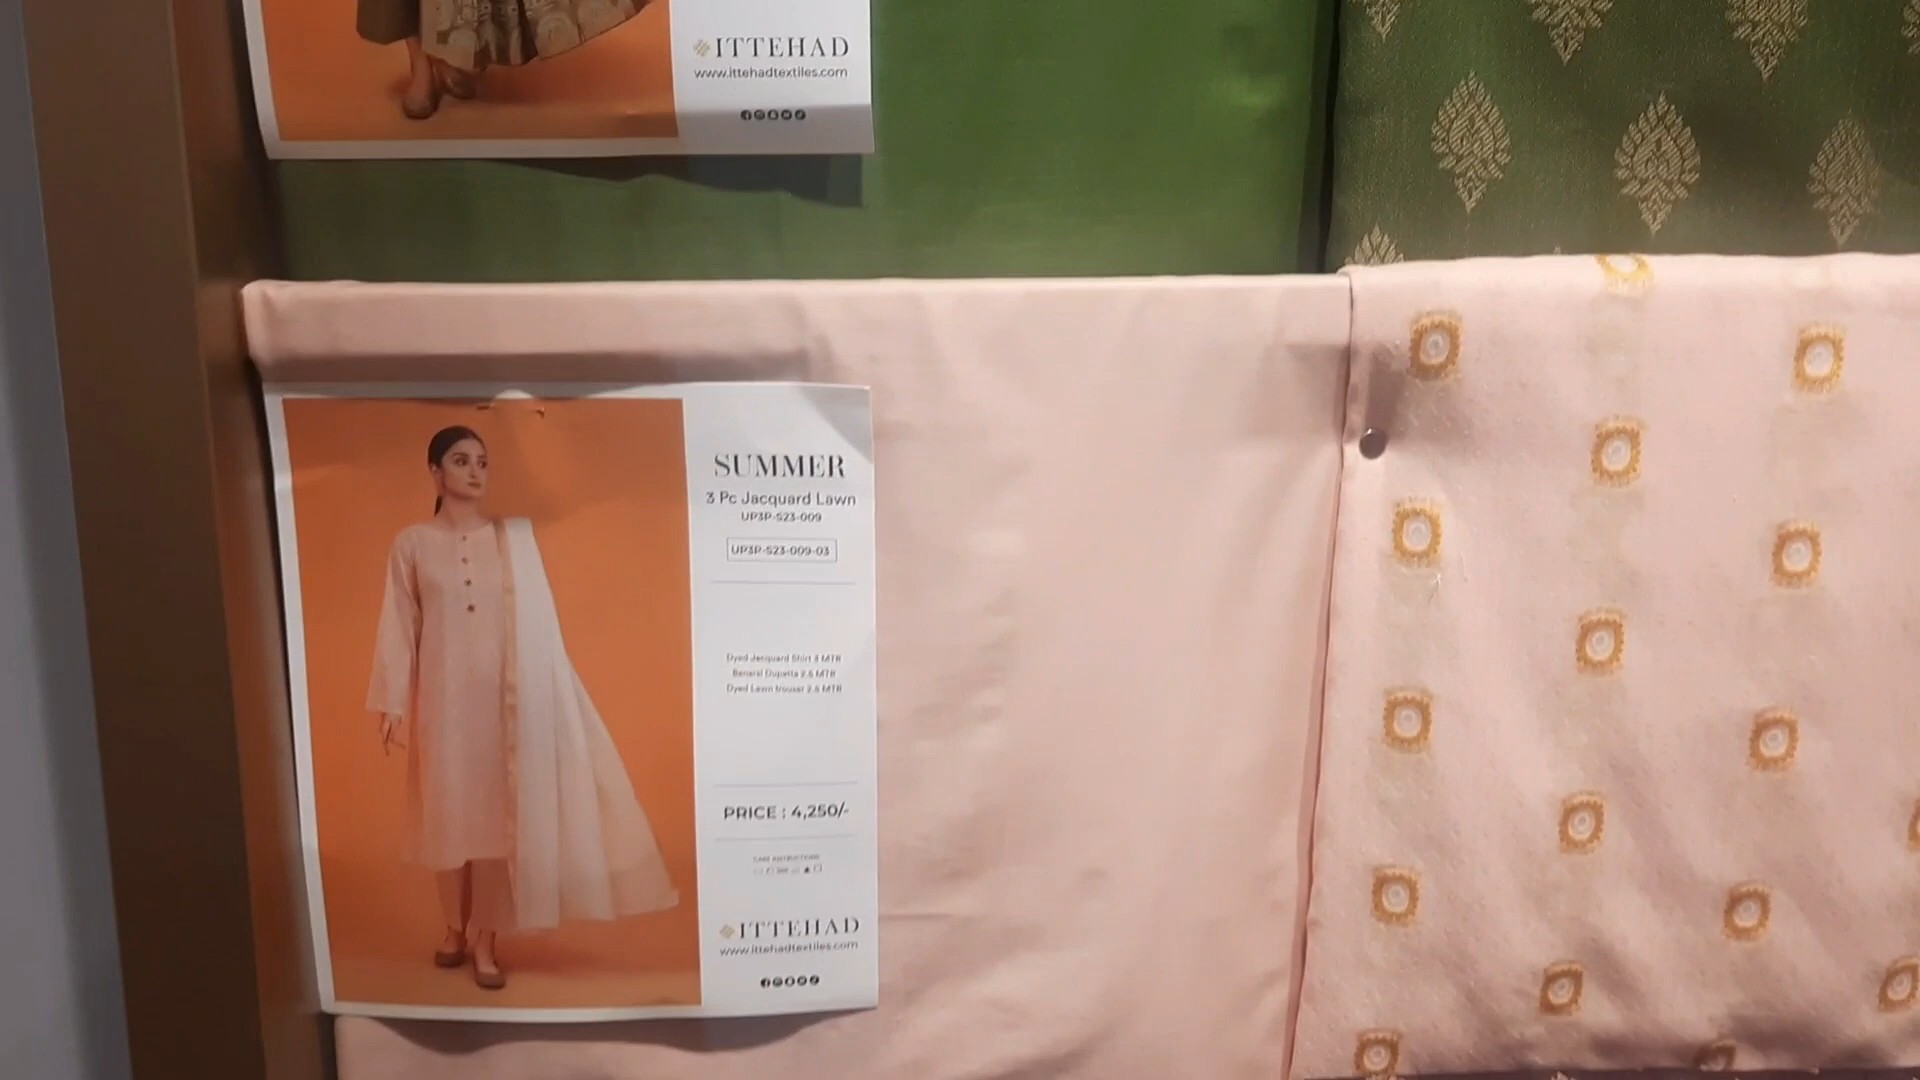 ITTEHAD
www.ittehadtextiles.com
SUMMER
3 Pc Jacquard Lawn
UP3P-S23-009
UP3P-S23-009-03
Dyed Jacquard Shirt 3 MTR
Banarsi Dupatta 2.5 MTR
Dyed Lawn trouser 2.5 MTR
PRICE : 4,250/-
CARE INSTRUCTIONS
ITTEHAD
www.ittehadtextiles.com